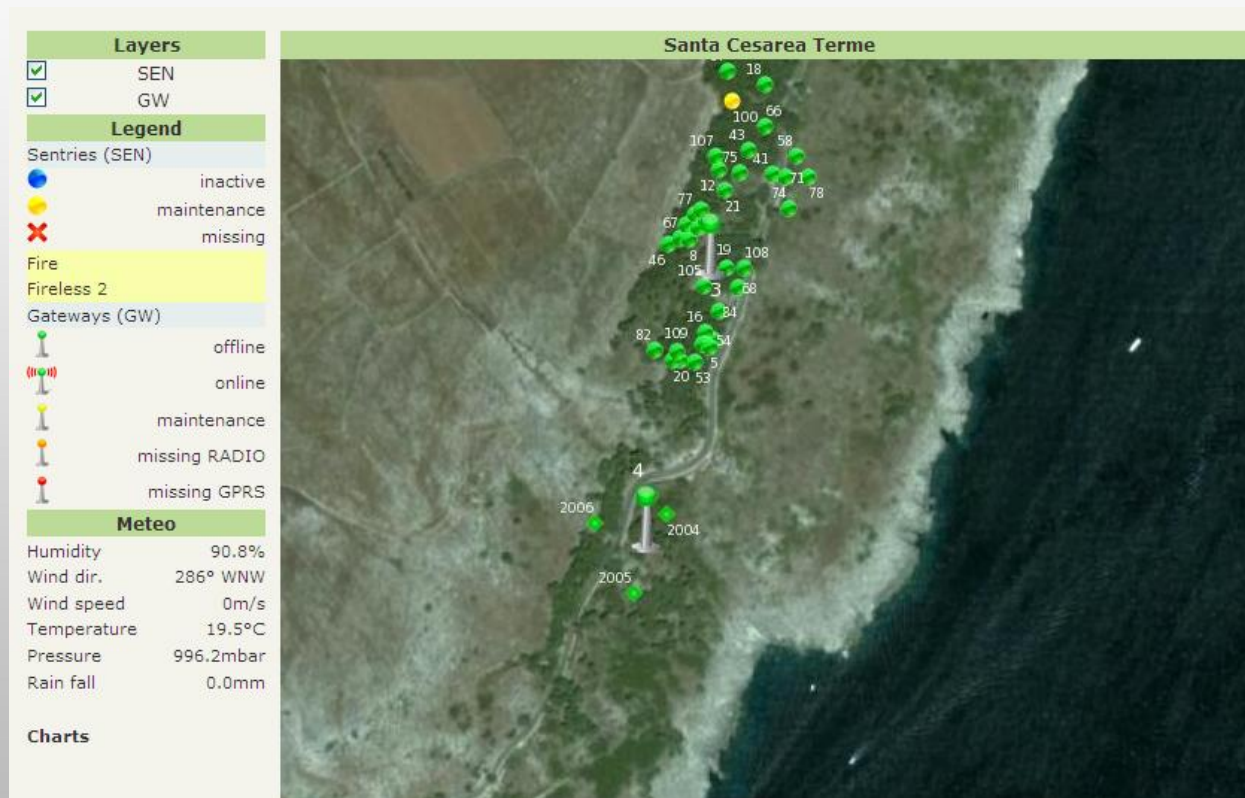 Layers
SEN
GW
Legend
Sentries (SEN)
inactive
maintenance
missing
Fire
Fireless 2
Gateways (GW)
offline
online
maintenance
missing RADIO
missing GPRS
Meteo
Humidity 90.8%
Wind dir. 286° WNW
Wind speed 0m/s
Temperature 19.5°C
Pressure 996.2mbar
Rain fall 0.0mm
Charts
Santa Cesarea Terme
18
100 66
43
107 58
75 41
71
12 74 78
77 21
67
46 8 19 108
105
3 68
16 84
82 109 54
20 53 5
4
2006
2004
2005